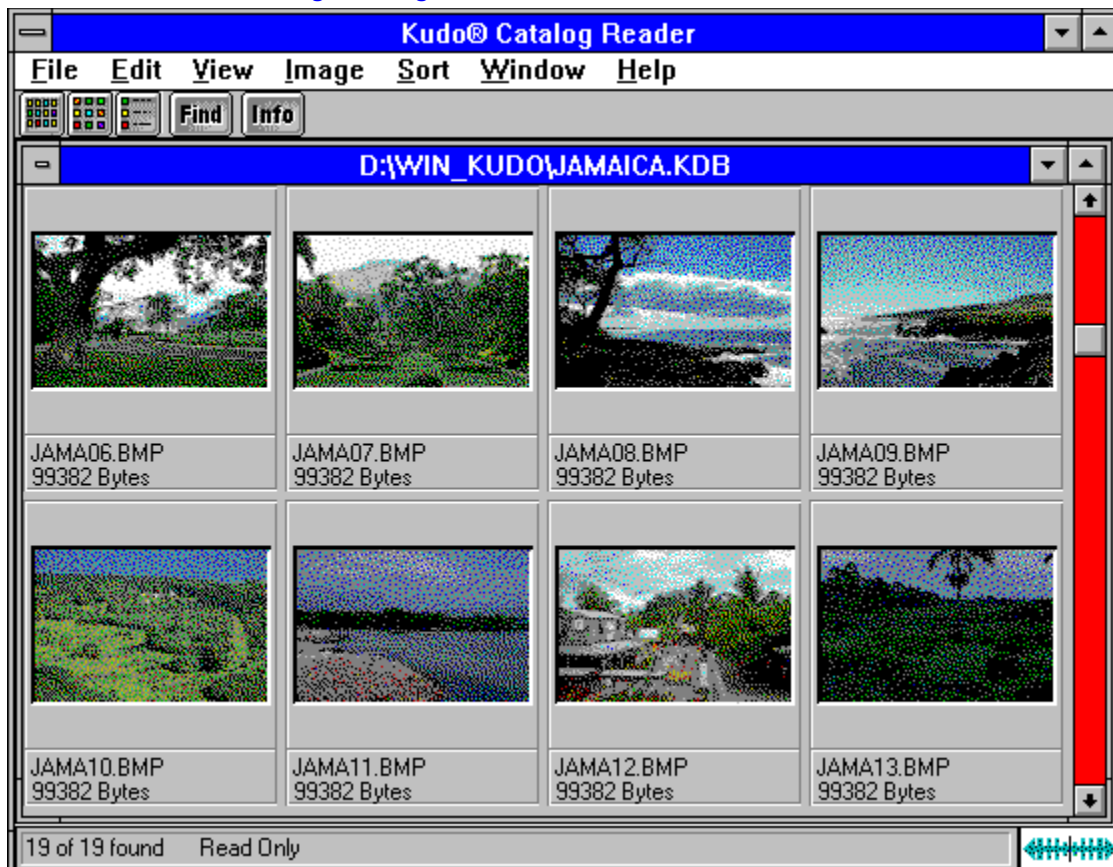 Kudo® Catalog Reader
File Edit View Image Sort Window Help
Find Info
D:\WIN_KUDO\JAMAICA.KDB
JAMA06.BMP JAMA07.BMP JAMA08.BMP JAMA09.BMP
99382 Bytes 99382 Bytes 99382 Bytes 99382 Bytes
JAMA10.BMP JAMA11.BMP JAMA12.BMP JAMA13.BMP
99382 Bytes 99382 Bytes 99382 Bytes 99382 Bytes
19 of 19 found Read Only